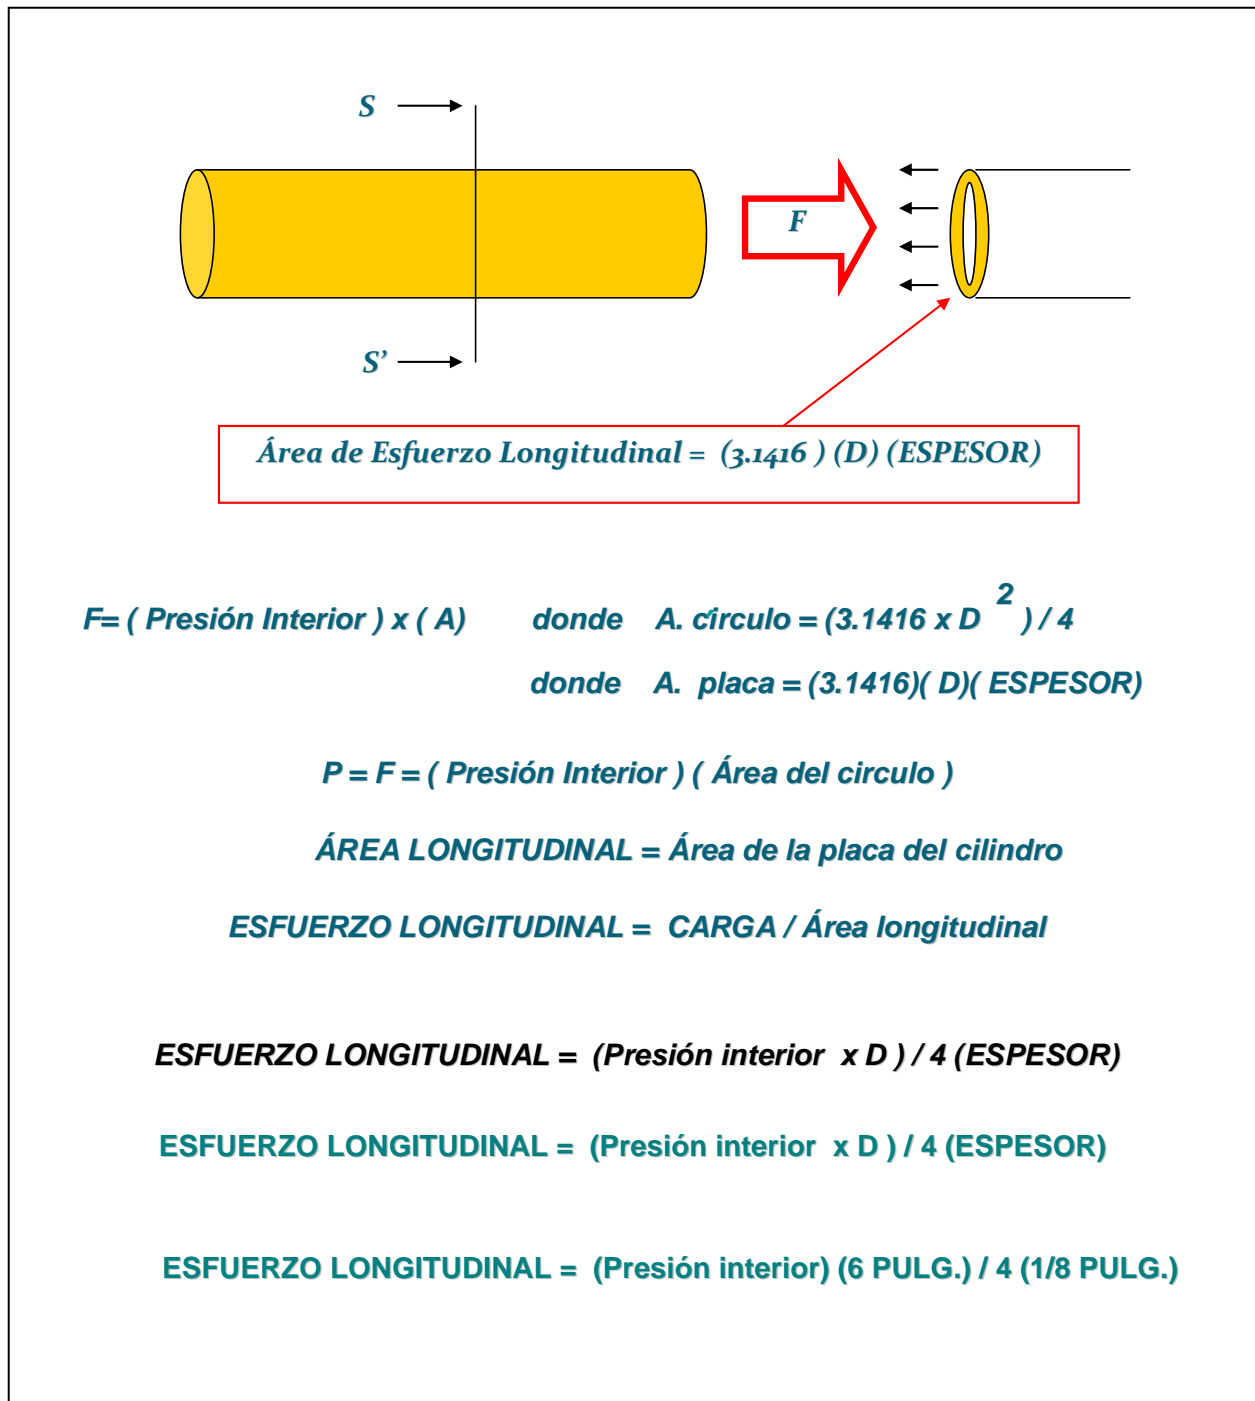 S
F
S’
Área de Esfuerzo Longitudinal = (3.1416 ) (D) (ESPESOR)
F= ( Presión Interior ) x ( A) donde A. círculo = (3.1416 x D 2 ) / 4
donde A. placa = (3.1416)( D)( ESPESOR)
P = F = ( Presión Interior ) ( Área del circulo )
ÁREA LONGITUDINAL = Área de la placa del cilindro
ESFUERZO LONGITUDINAL = CARGA / Área longitudinal
ESFUERZO LONGITUDINAL = (Presión interior x D ) / 4 (ESPESOR)
ESFUERZO LONGITUDINAL = (Presión interior x D ) / 4 (ESPESOR)
ESFUERZO LONGITUDINAL = (Presión interior) (6 PULG.) / 4 (1/8 PULG.)